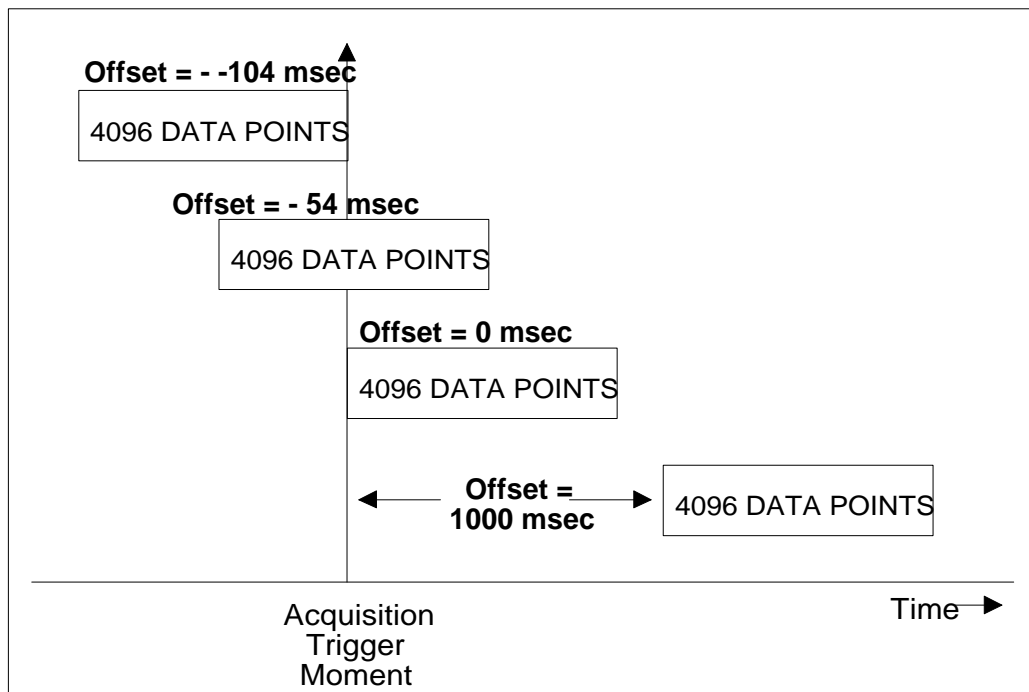 Offset = - -104 msec
4096 DATA POINTS
Offset = - 54 msec
4096 DATA POINTS
Offset = 0 msec
4096 DATA POINTS
Offset =
1000 msec
4096 DATA POINTS
Time
Acquisition
Trigger
Moment